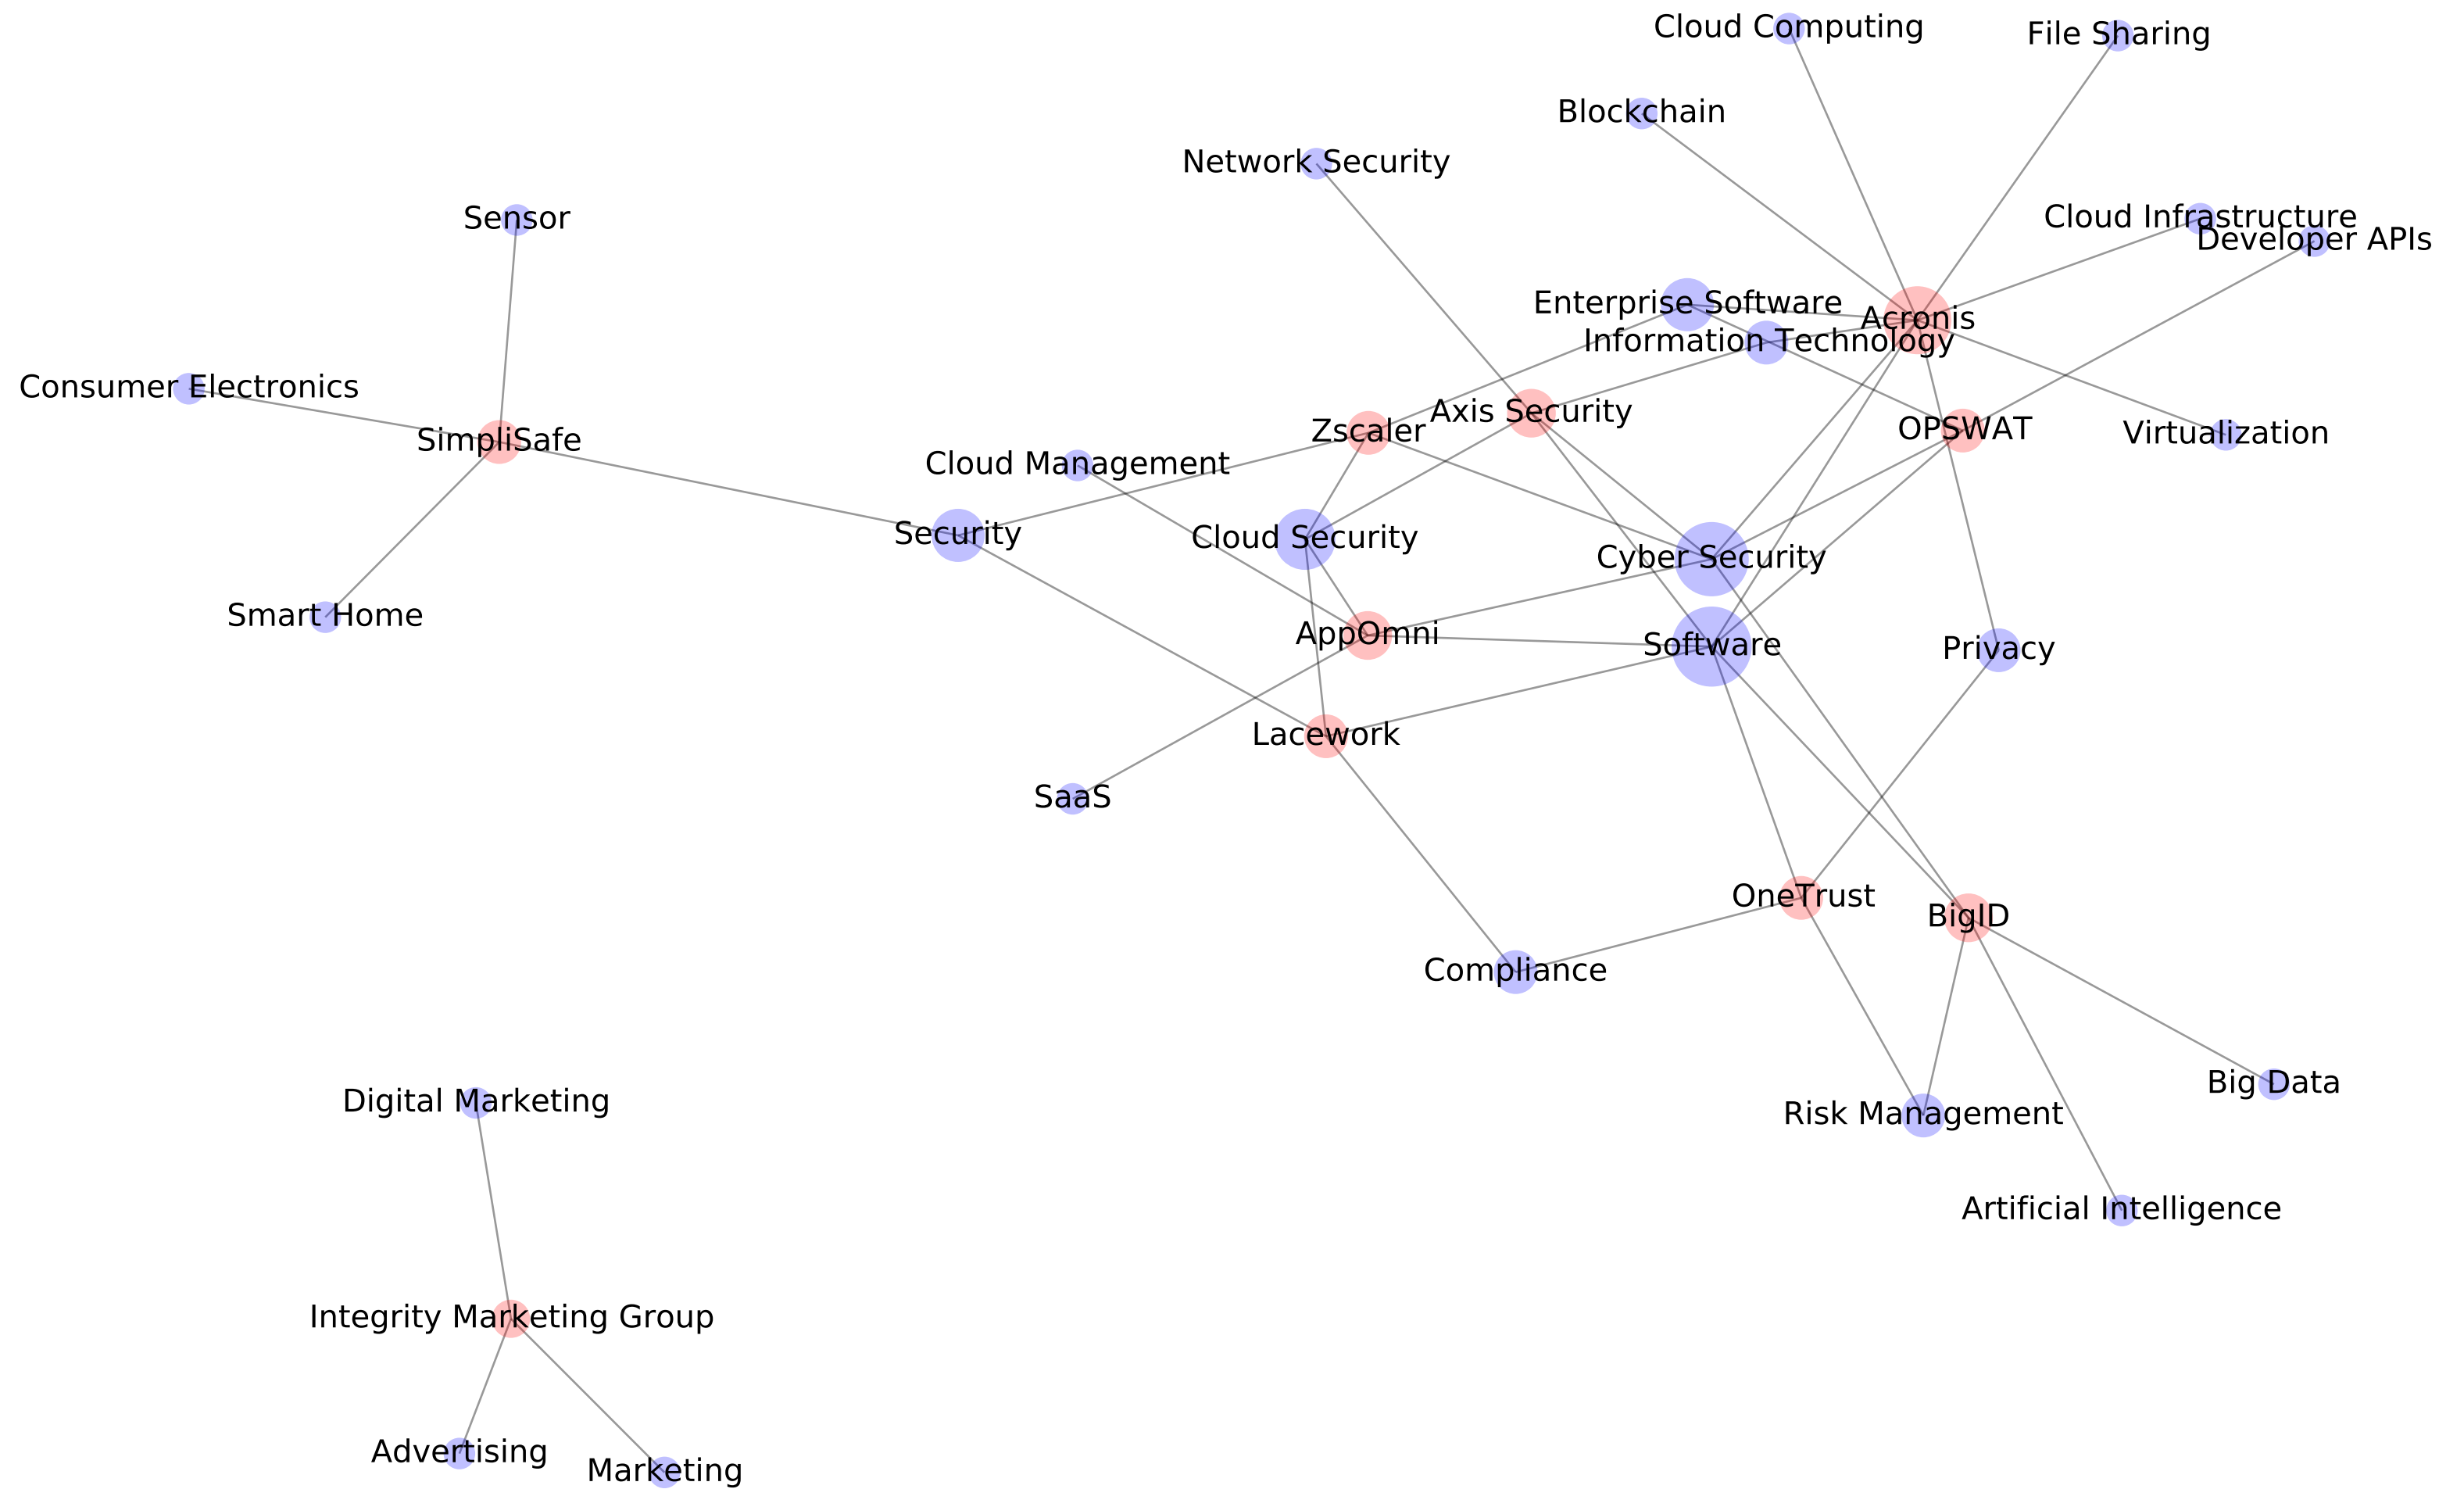 Cloud Computing
File Sharing
Blockchain
Network Security
Sensor
Cloud Infrastructure
Developer APIs
Enterprise Software
Acronis
Information Technology
Consumer Electronics
Axis Security
Zscaler
OPSWAT
Virtualization
SimpliSafe
Cloud Management
Security
Cloud Security
Cyber Security
Smart Home
AppOmni
Software
Privacy
Lacework
SaaS
OneTrust
BigID
Compliance
Digital Marketing
Big Data
Risk Management
Artificial Intelligence
Integrity Marketing Group
Advertising
Marketing